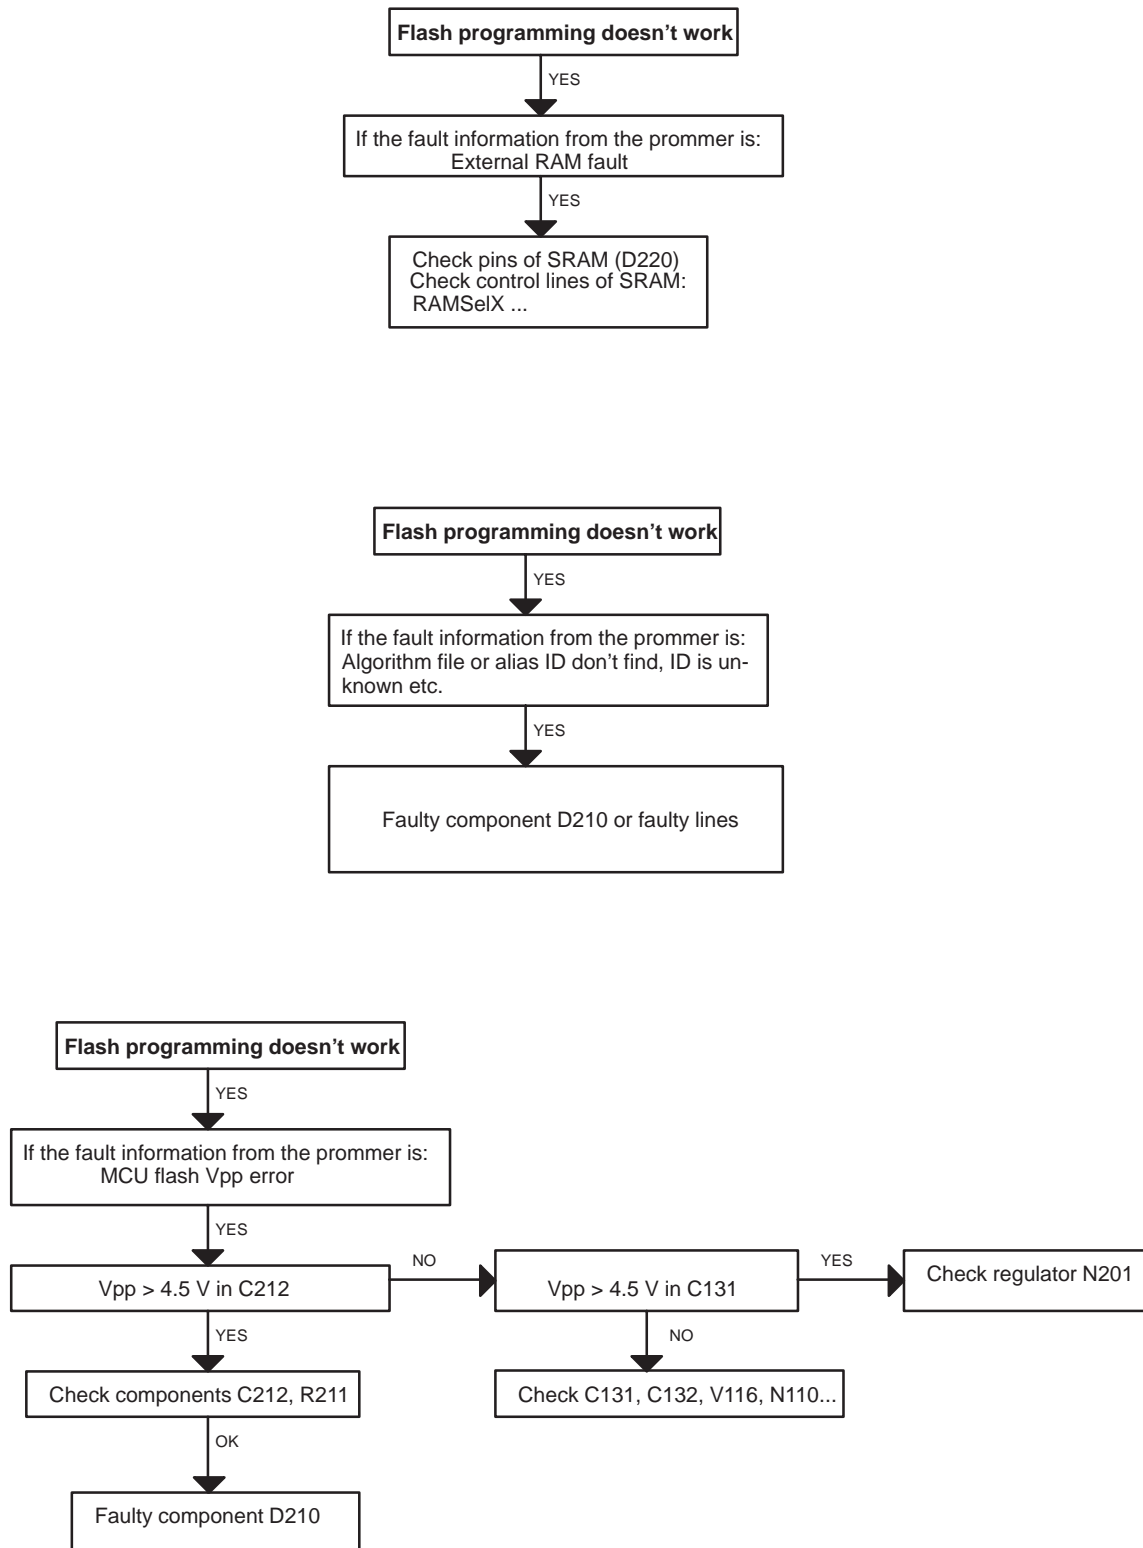 Flash programming doesn't work
YES
If the fault information from the prommer is:
External RAM fault
YES
Check pins of SRAM (D220)
Check control lines of SRAM:
RAMSelX ...
Flash programming doesn't work
YES
If the fault information from the prommer is:
Algorithm file or alias ID don't find, ID is un-
known etc.
YES
Faulty component D210 or faulty lines
Flash programming doesn't work
YES
If the fault information from the prommer is:
MCU flash Vpp error
YES
Vpp > 4.5 V in C212
NO
Vpp > 4.5 V in C131
YES
Check regulator N201
YES
NO
Check components C212, R211
Check C131, C132, V116, N110...
OK
Faulty component D210